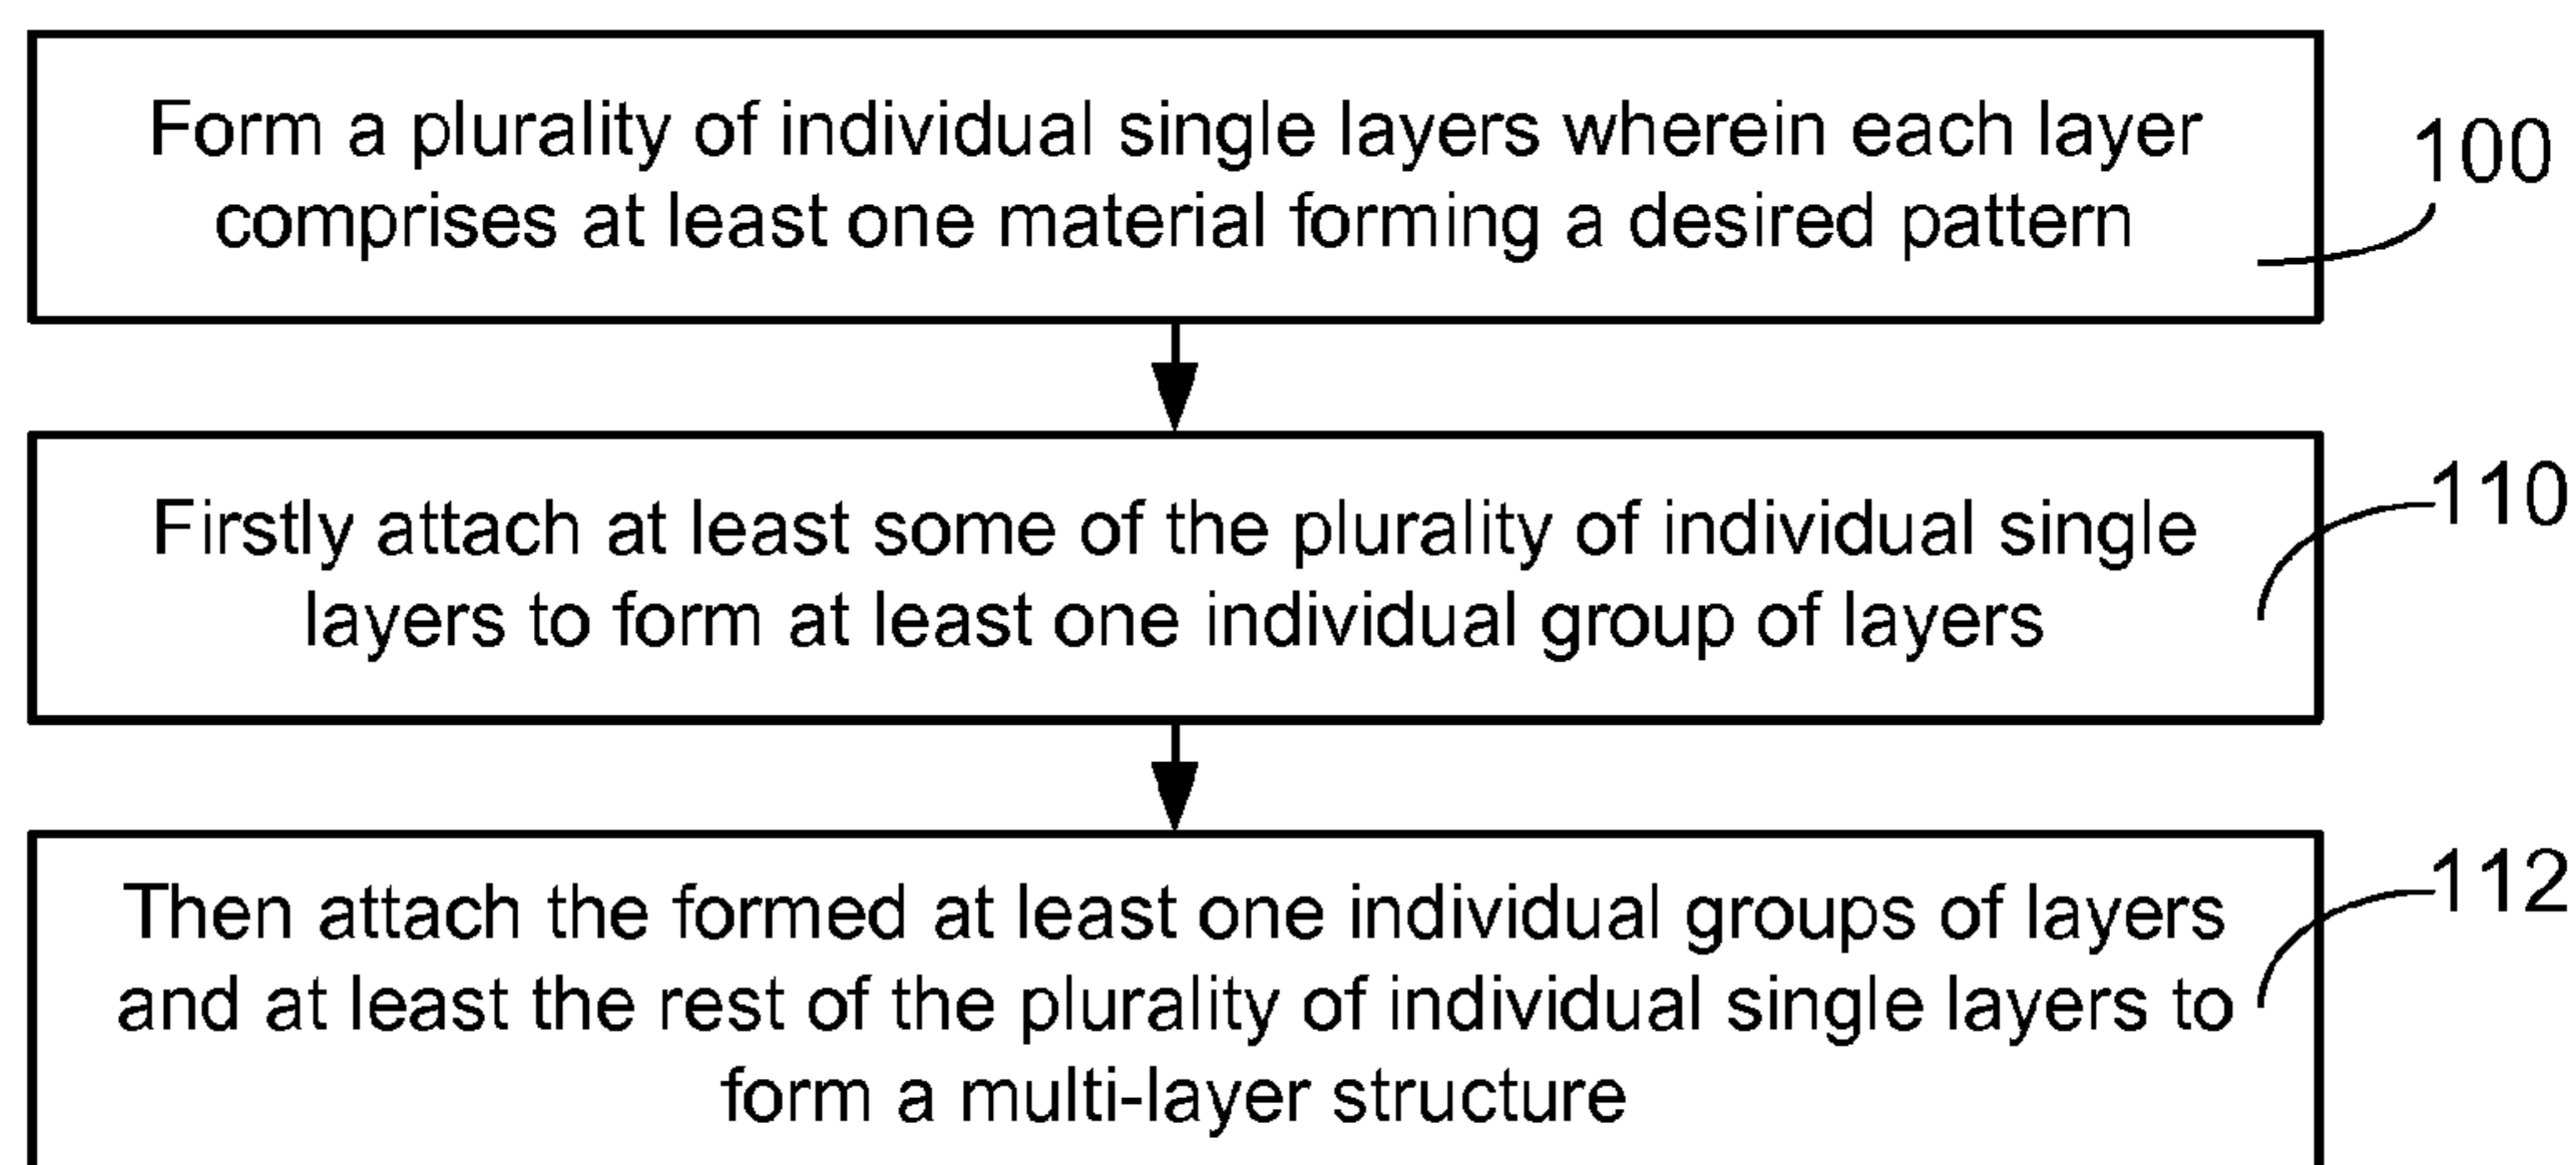 Form a plurality of individual single layers wherein each layer
comprises at least one material forming a desired pattern
100
Firstly attach at least some of the plurality of individual single
layers to form at least one individual group of layers
110
Then attach the formed at least one individual groups of layers
and at least the rest of the plurality of individual single layers to
form a multi-layer structure
112